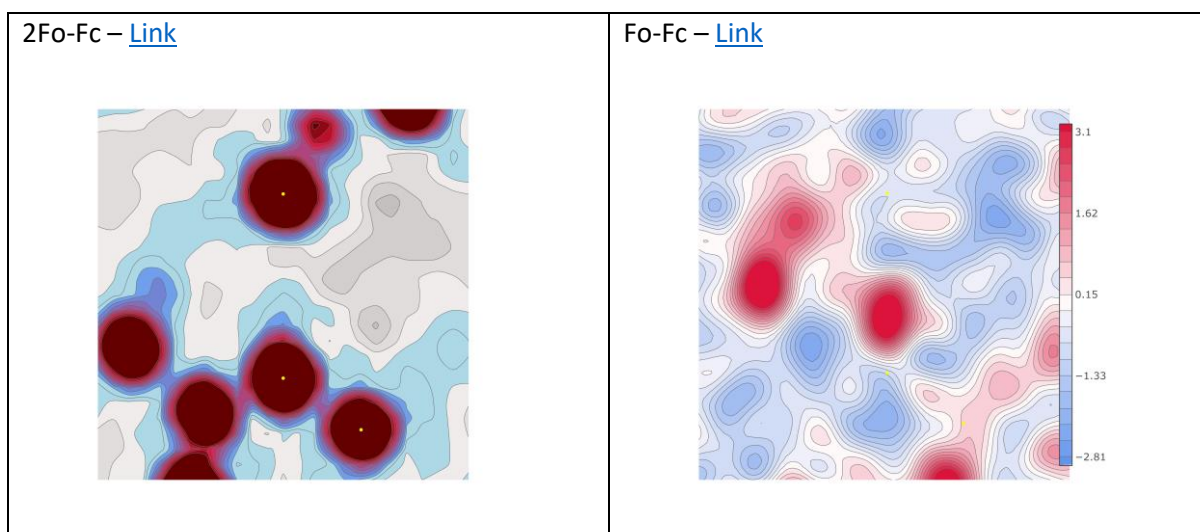 2Fo-Fc – Link
Fo-Fc – Link
3.1
1.62
0.15
−1.33
−2.81